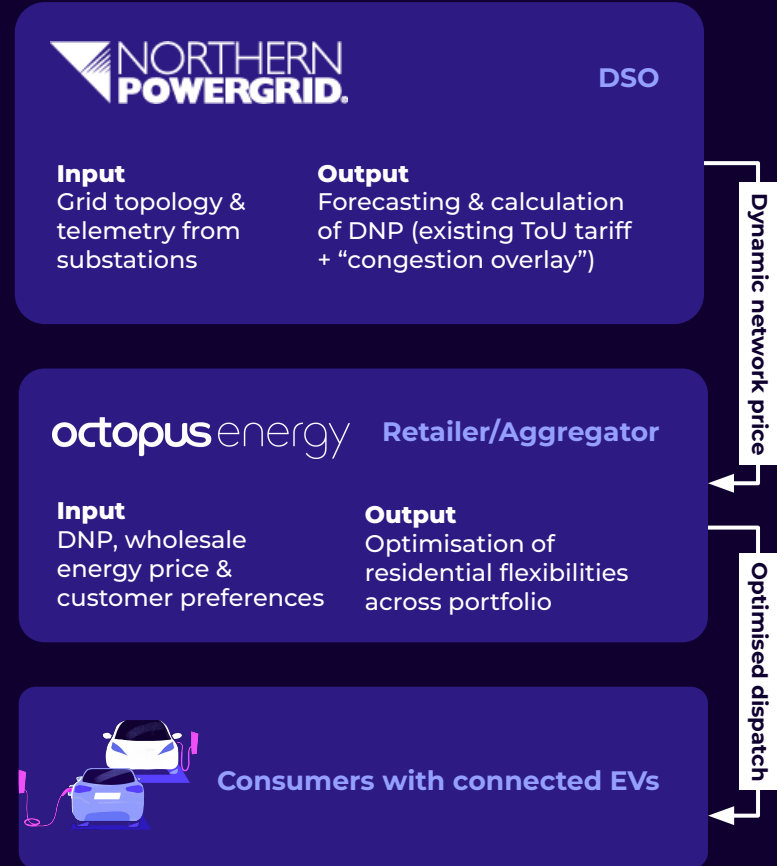 NORTHERN
POWERGRID.
DSO
Input
Grid topology &
telemetry from
substations
Output
Forecasting & calculation
of DNP (existing ToU tariff
+ “congestion overlay”)
Dynamic network price
octopus energy
Retailer/Aggregator
Input
DNP, wholesale
energy price &
customer preferences
Output
Optimisation of
residential flexibilities
across portfolio
Optimised dispatch
Consumers with connected EVs